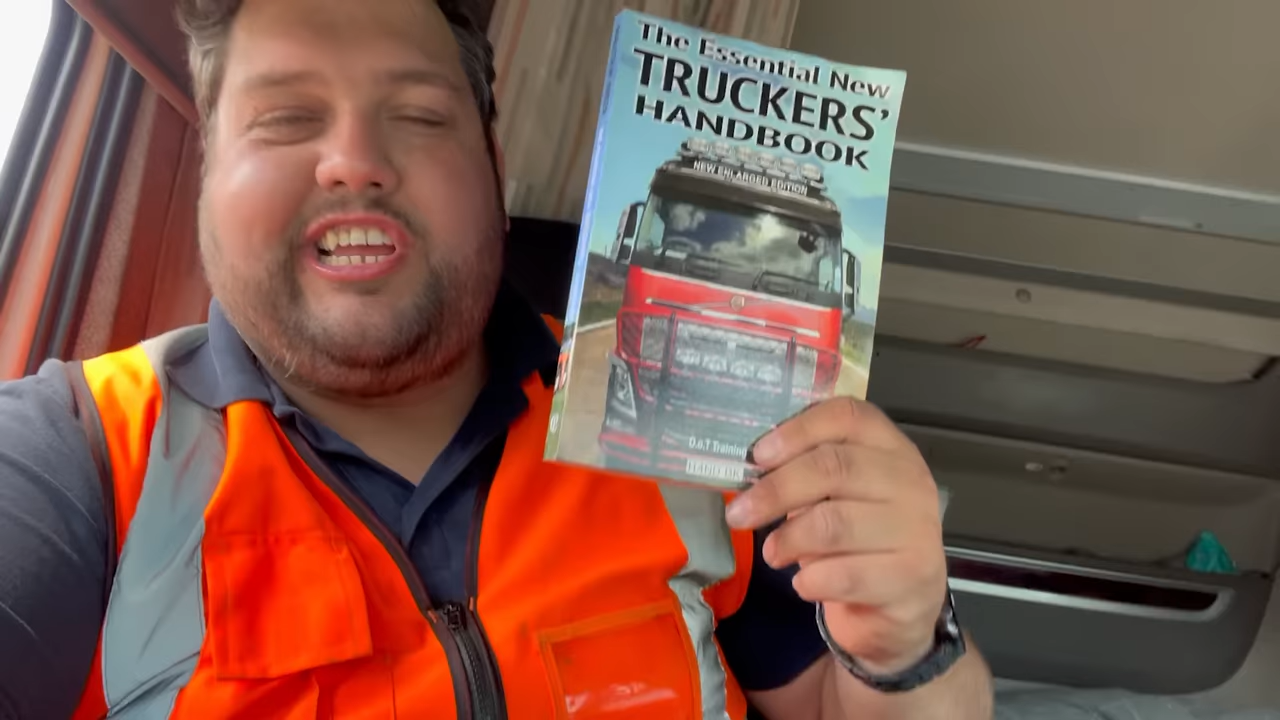 The Essential New
TRUCKERS'
HANDBOOK
NEW ENLARGED EDITION
D.o.T Training